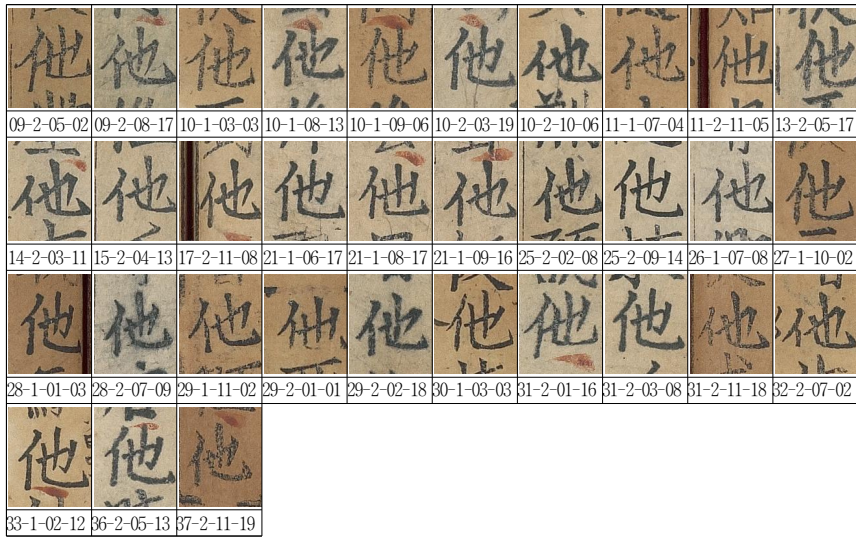 他 他 他 他 他 他 他 他 他 他
09-2-05-02 09-2-08-17 10-1-03-03 10-1-08-13 10-1-09-06 10-2-03-19 10-2-10-06 11-1-07-04 11-2-11-05 13-2-05-17
他 他 他 他 他 他 他 他 他 他
14-2-03-11 15-2-04-13 17-2-11-08 21-1-06-17 21-1-08-17 21-1-09-16 25-2-02-08 25-2-09-14 26-1-07-08 27-1-10-02
他 他 他 他 他 他 他 他 他 他
28-1-01-03 28-2-07-09 29-1-11-02 29-2-01-01 29-2-02-18 30-1-03-03 31-2-01-16 31-2-03-08 31-2-11-18 32-2-07-02
他 他 他
33-1-02-12 36-2-05-13 37-2-11-19